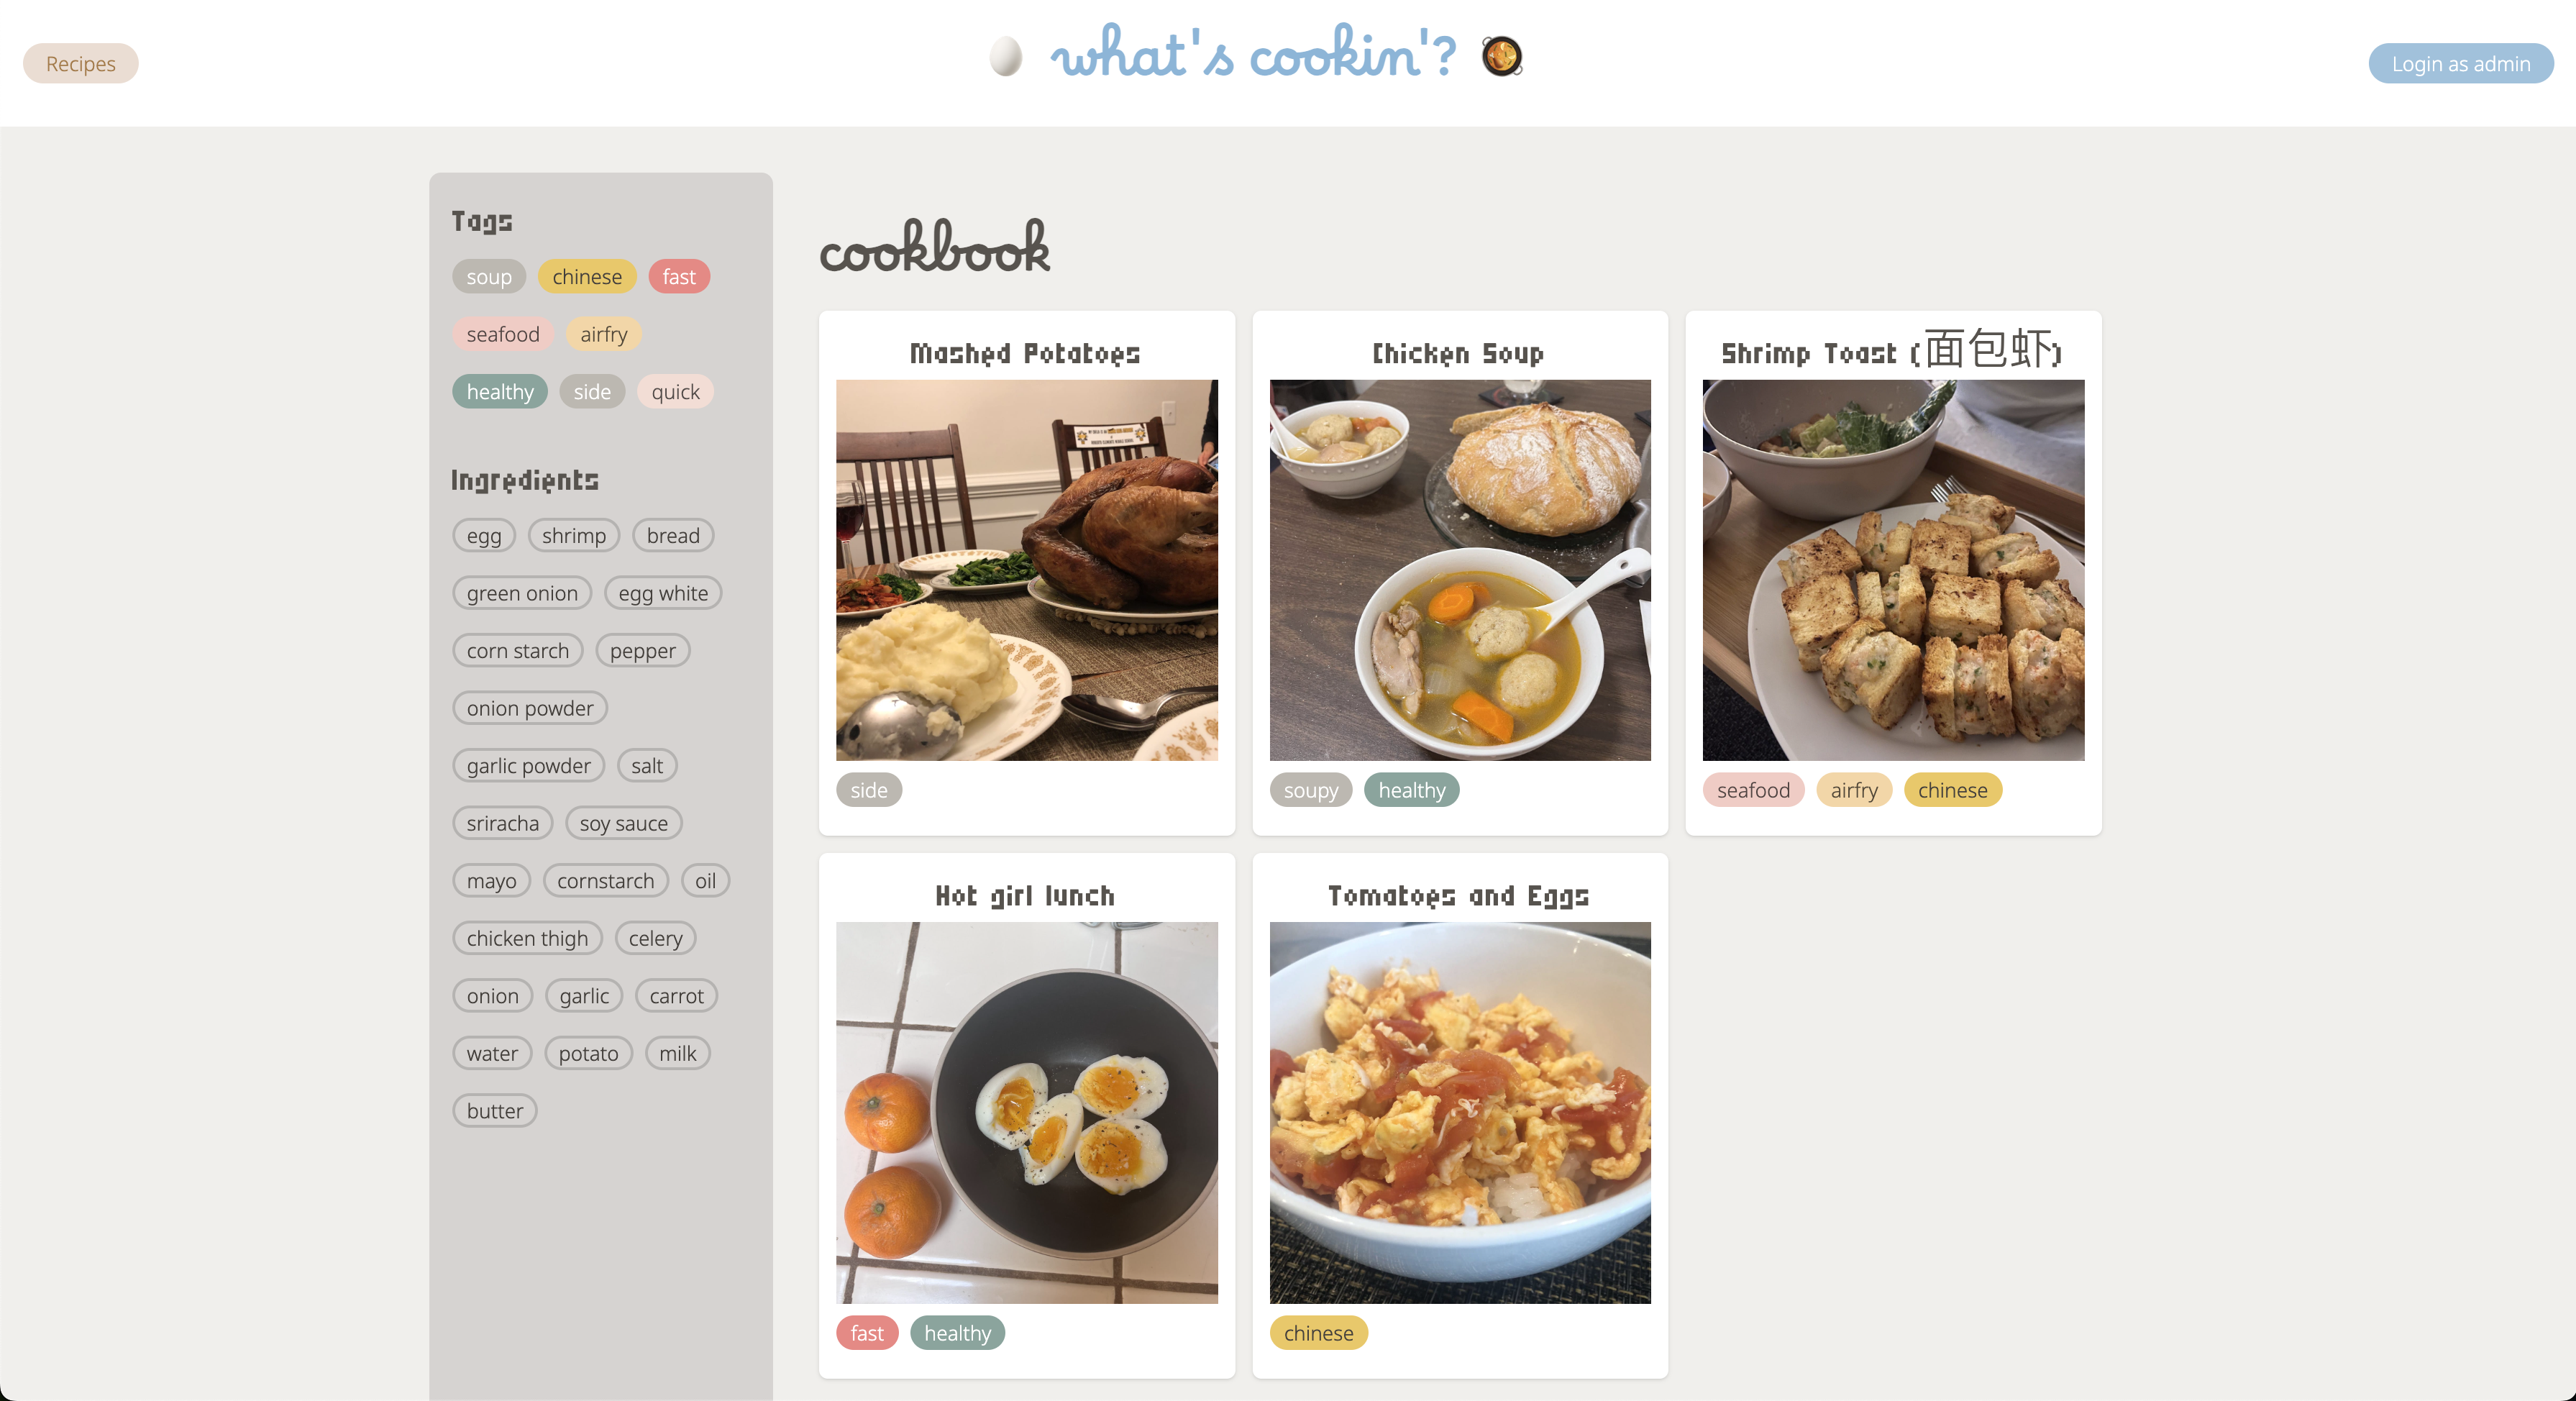 Recipes
what's cookin'?
Login as admin
Tags
soup chinese fast
seafood airfry
healthy side quick
Ingredients
egg shrimp bread
green onion egg white
corn starch pepper
onion powder
garlic powder salt
sriracha soy sauce
mayo cornstarch oil
chicken thigh celery
onion garlic carrot
water potato milk
butter
cookbook
Mashed Potatoes
side
Chicken Soup
soupy healthy
Shrimp Toast (面包虾)
seafood airfry chinese
Hot girl lunch
fast healthy
Tomatoes and Eggs
chinese